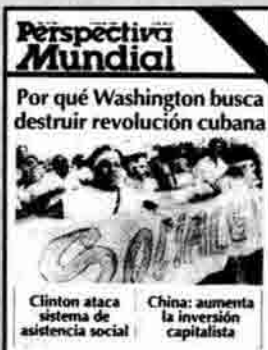 Perspectiva
Mundial
Por qué Washington busca
destruir revolución cubana
Clinton ataca
sistema de
asistencia social
China: aumenta
la inversión
capitalista